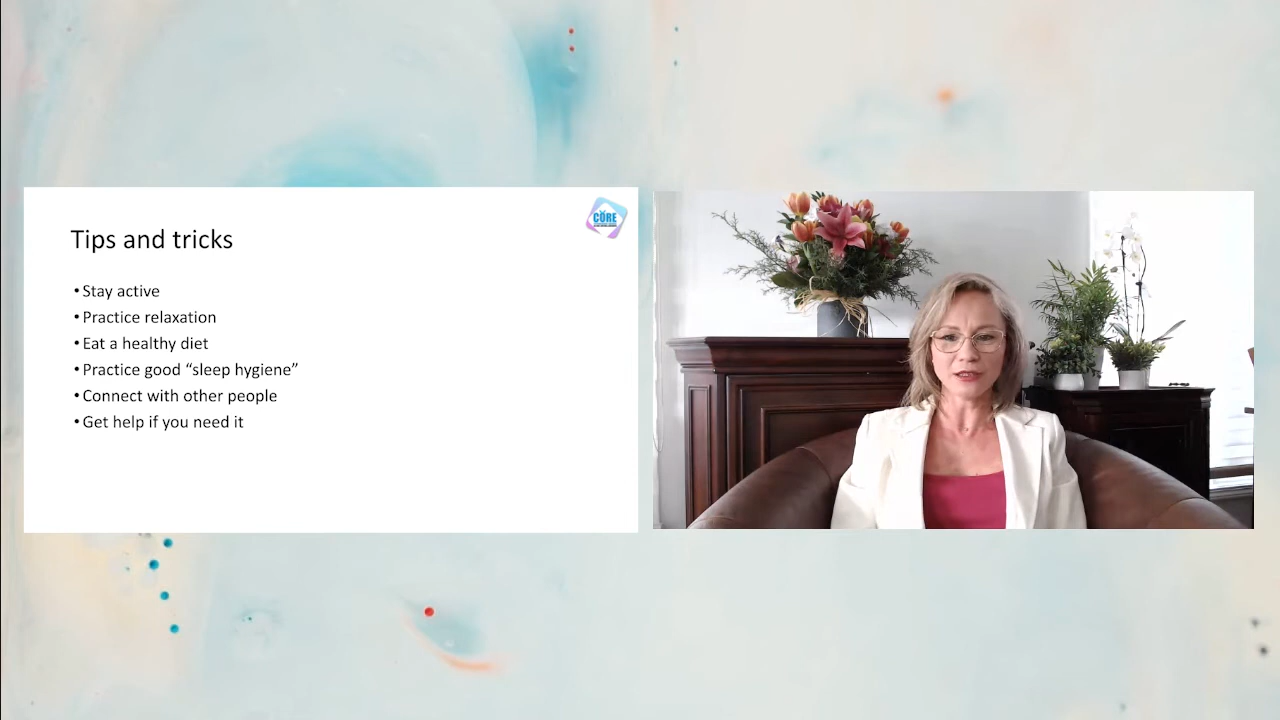 Tips and tricks
•Stay active
•Practice relaxation
•Eat a healthy diet
•Practice good “sleep hygiene”
•Connect with other people
•Get help if you need it
CORE